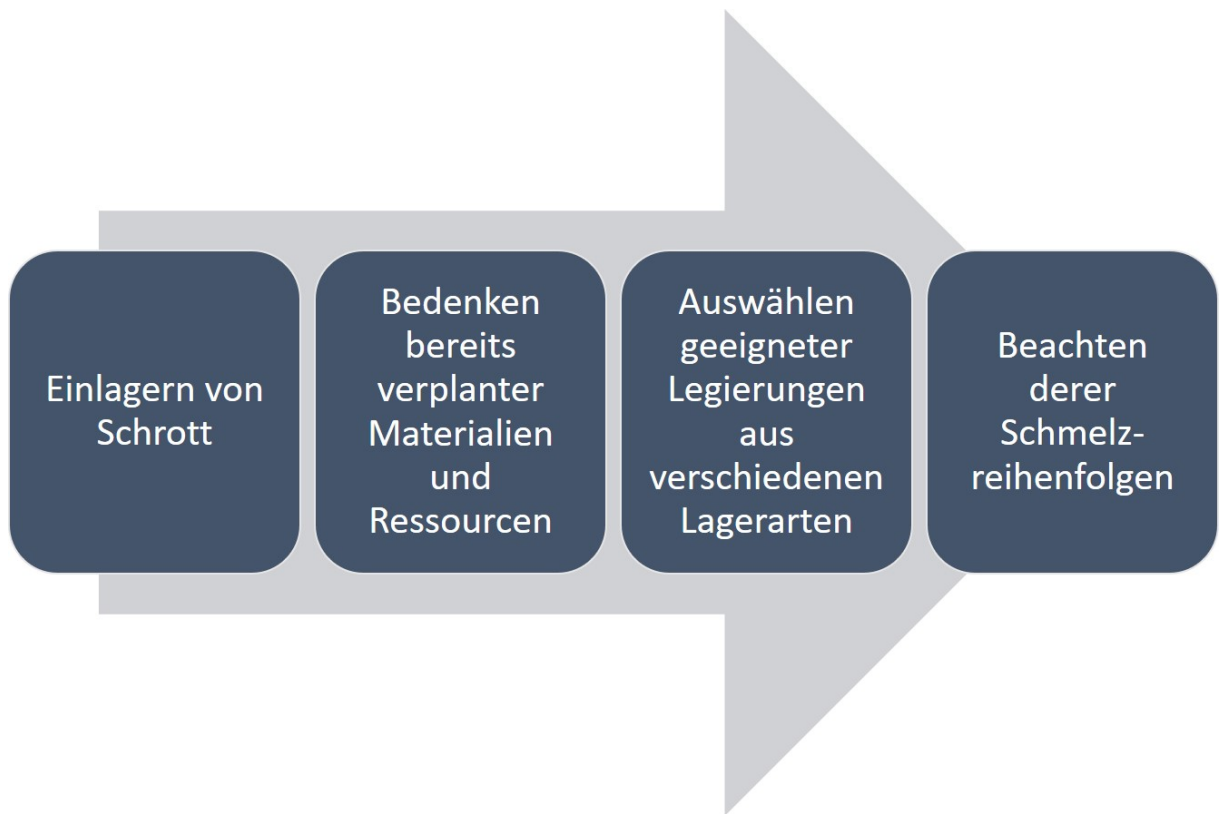 Einlagern von
Schrott
Bedenken
bereits
verplanter
Materialien
und
Ressourcen
Auswählen
geeigneter
Legierungen
aus
verschiedenen
Lagerarten
Beachten
derer
Schmelz-
reihenfolgen